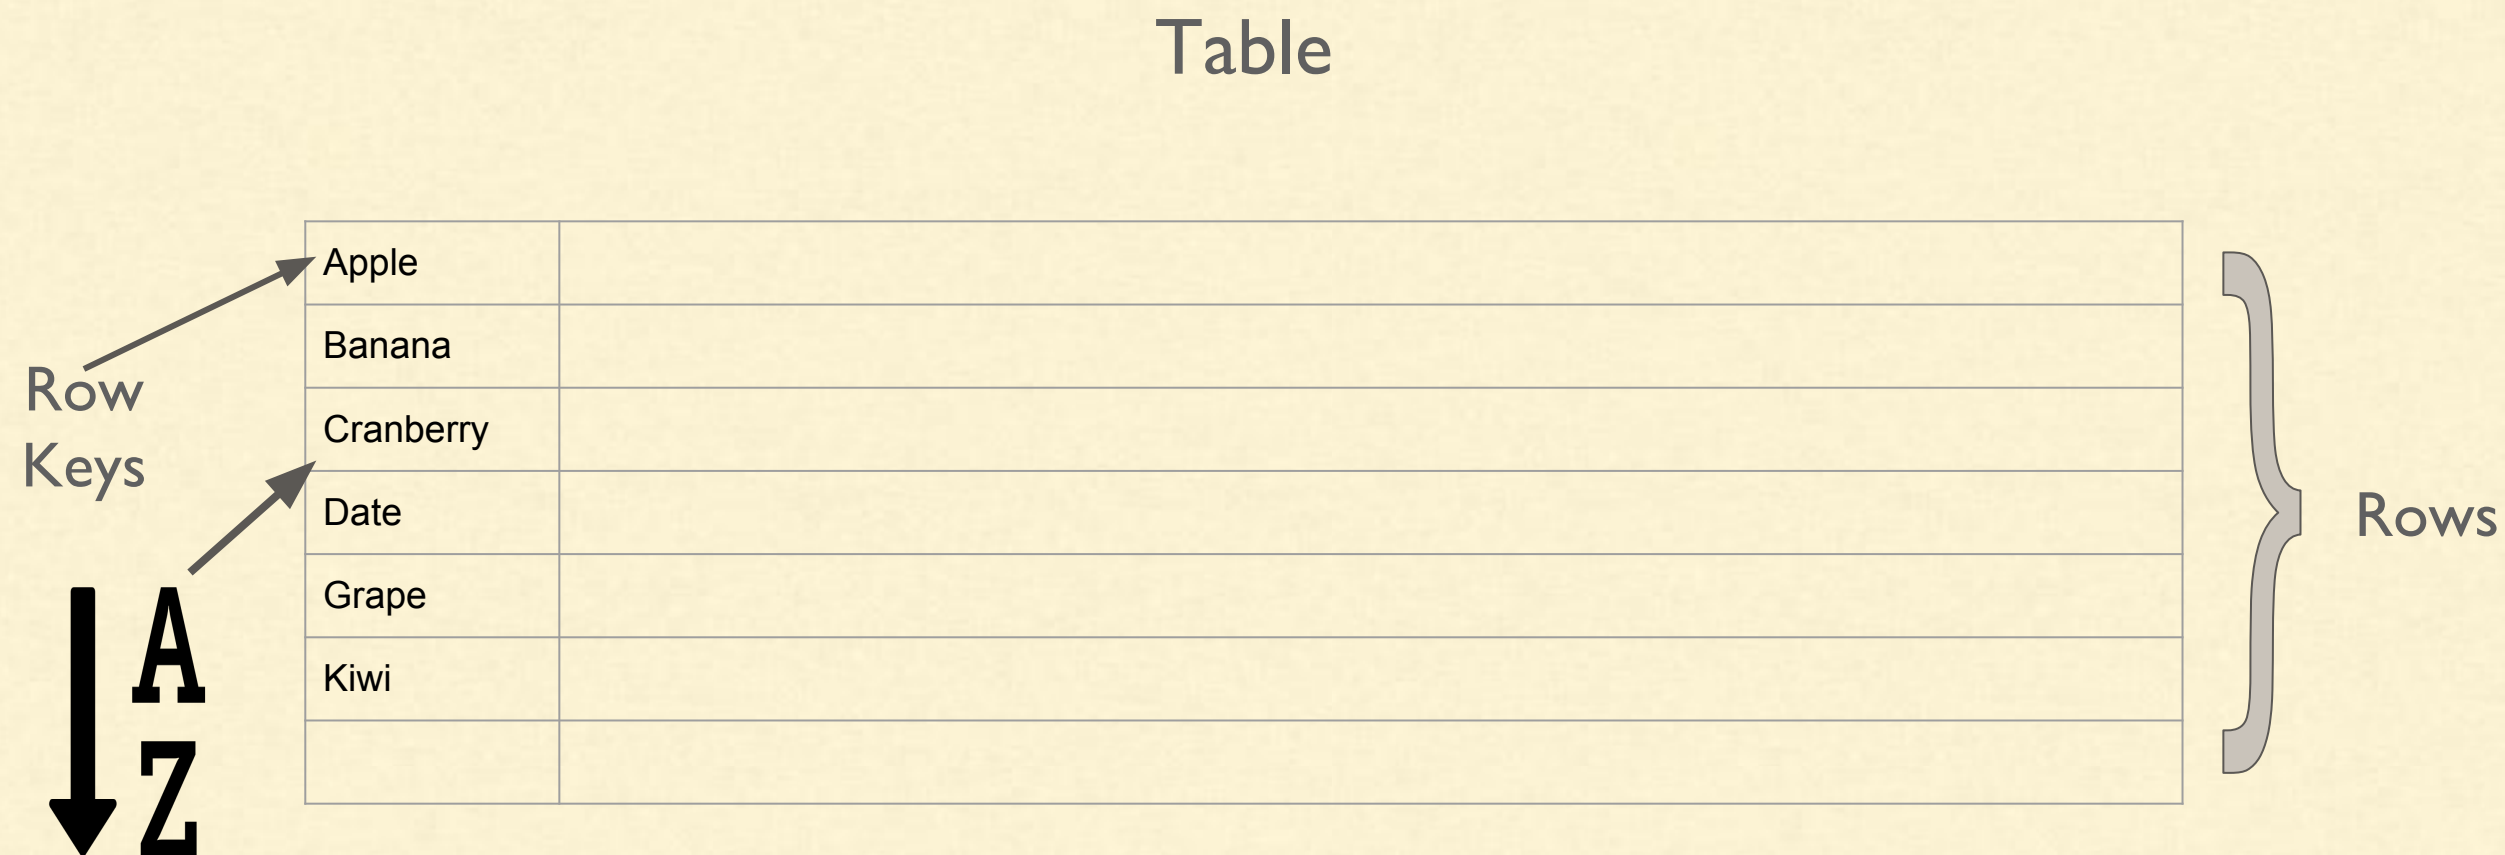 Table
Apple
Banana
Row
Keys
Cranberry
Date
Rows
Grape
Kiwi
A
Z